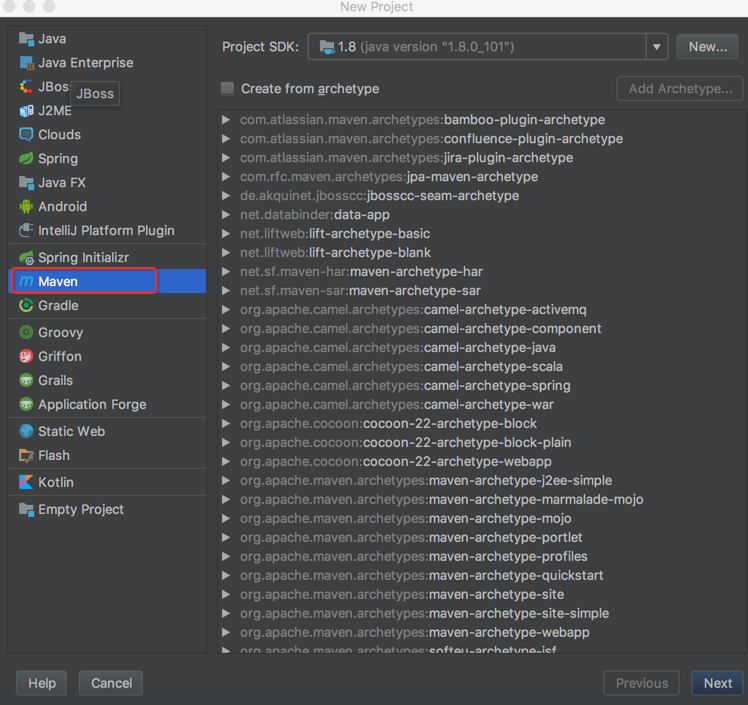 New Project
Java
Java Enterprise
JBoss
JBoss
J2ME
Clouds
Spring
Java FX
Android
IntelliJ Platform Plugin
Spring Initializr
Maven
Gradle
Groovy
Griffon
Grails
Application Forge
Static Web
Flash
Kotlin
Empty Project
Project SDK: 1.8 (java version "1.8.0_101") New...
Create from archetype Add Archetype...
com.atlassian.maven.archetypes:bamboo-plugin-archetype
com.atlassian.maven.archetypes:confluence-plugin-archetype
com.atlassian.maven.archetypes:jira-plugin-archetype
com.rfc.maven.archetypes:jpa-maven-archetype
de.akquinet.jbosscc:jbosscc-seam-archetype
net.databinder:data-app
net.liftweb:lift-archetype-basic
net.liftweb:lift-archetype-blank
net.sf.maven-har:maven-archetype-har
net.sf.maven-sar:maven-archetype-sar
org.apache.camel.archetypes:camel-archetype-activemq
org.apache.camel.archetypes:camel-archetype-component
org.apache.camel.archetypes:camel-archetype-java
org.apache.camel.archetypes:camel-archetype-scala
org.apache.camel.archetypes:camel-archetype-spring
org.apache.camel.archetypes:camel-archetype-war
org.apache.cocoon:cocoon-22-archetype-block
org.apache.cocoon:cocoon-22-archetype-block-plain
org.apache.cocoon:cocoon-22-archetype-webapp
org.apache.maven.archetypes:maven-archetype-j2ee-simple
org.apache.maven.archetypes:maven-archetype-marmalade-mojo
org.apache.maven.archetypes:maven-archetype-mojo
org.apache.maven.archetypes:maven-archetype-portlet
org.apache.maven.archetypes:maven-archetype-profiles
org.apache.maven.archetypes:maven-archetype-quickstart
org.apache.maven.archetypes:maven-archetype-site
org.apache.maven.archetypes:maven-archetype-site-simple
org.apache.maven.archetypes:maven-archetype-webapp
org.apache.maven.archetypes:softeu-archetype-jsf
Help Cancel Previous Next